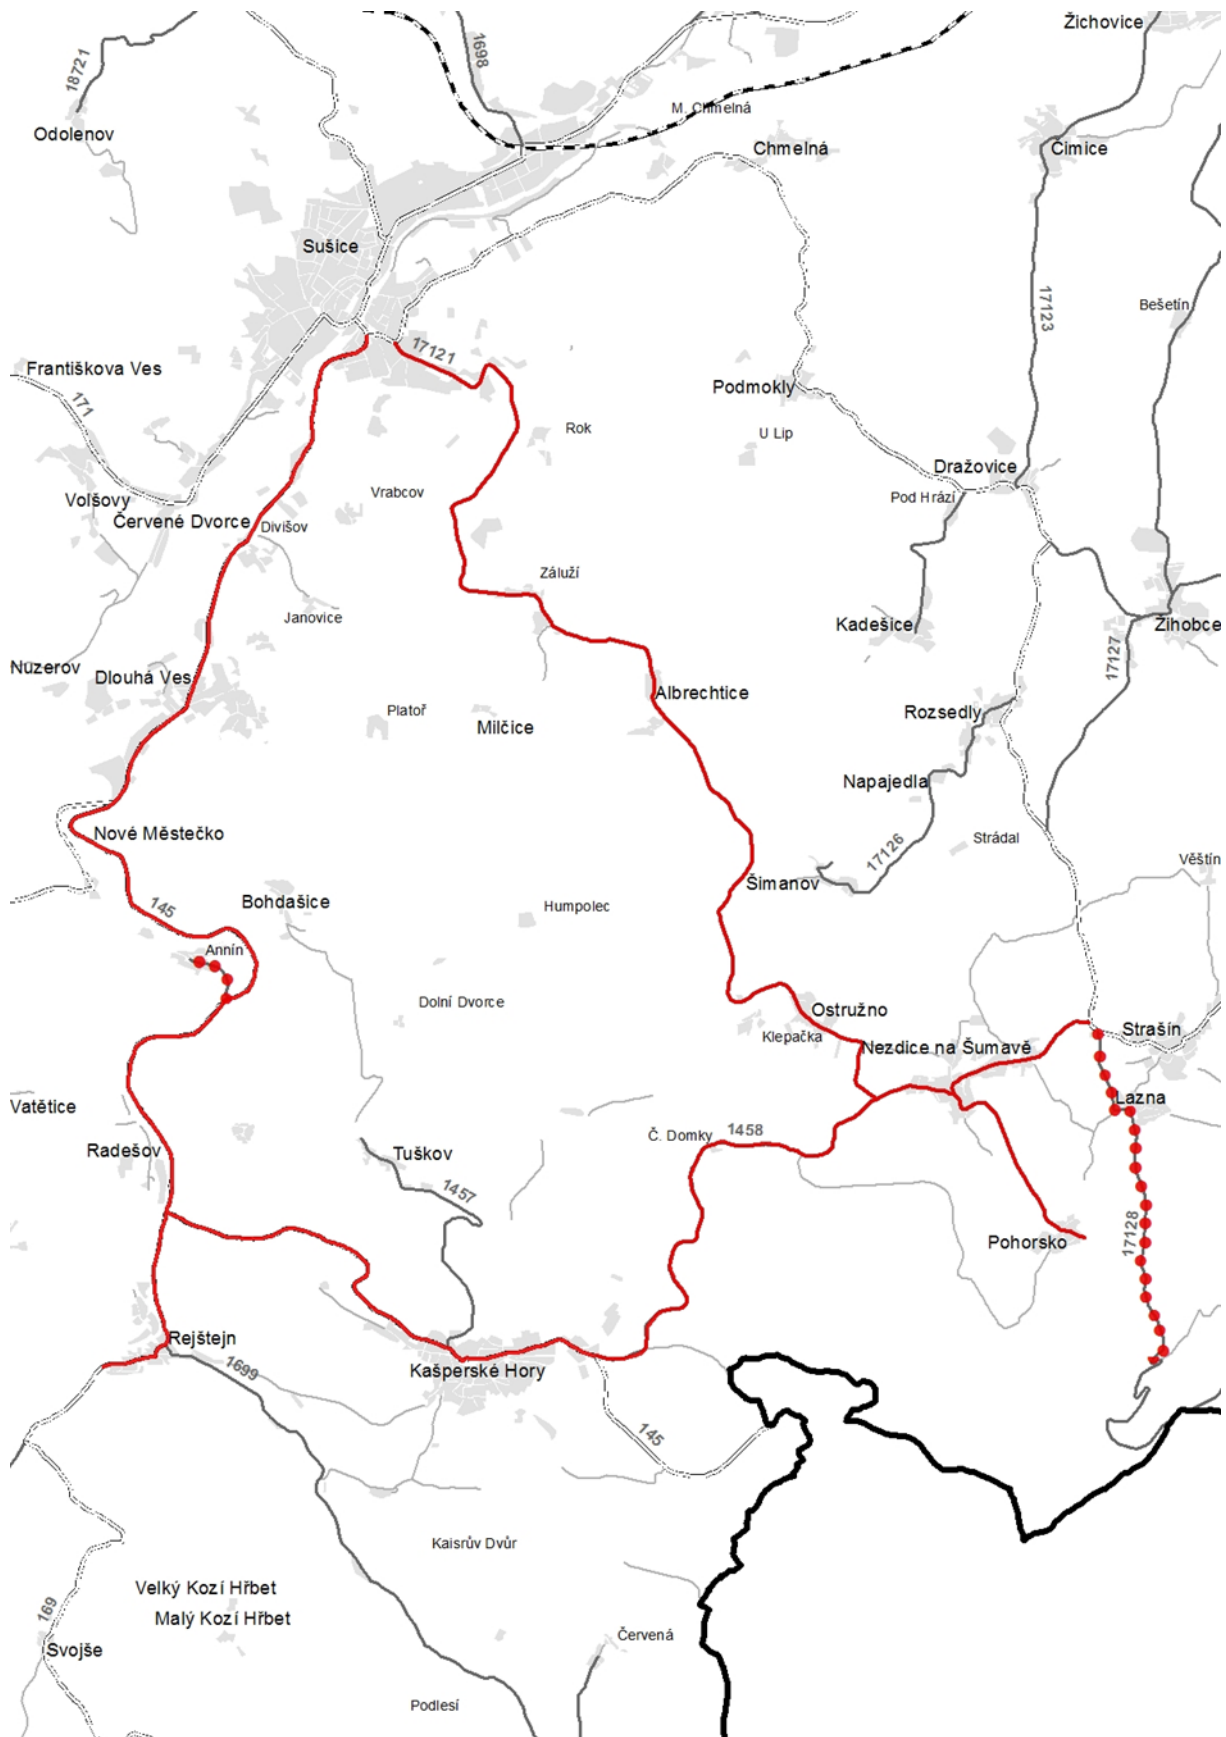 Žichovice
18721
1698
M. Chmelná
Odolenov
Chmelná
Čimice
Sušice
17123
Bešetín
17121
Františkova Ves
171
Podmokly
Rok
U Lip
Dražovice
Vrabcov
Pod Hrází
Volšovy
Červené Dvorce
Divišov
Záluží
Janovice
Kadešice
Žihobce
17127
Nuzerov
Dlouhá Ves
Albrechtice
Platoř
Milčice
Rozsedly
Napajedla
Nové Městečko
Strádal
17126
Věštín
Šimanov
145
Bohdašice
Humpolec
Annín
Dolní Dvorce
Ostružno
Klepačka
Nezdice na Šumavě
Strašín
Vatětice
Lazna
Č. Domky
1458
Radešov
Tuškov
1457
Pohorsko
17128
Rejštejn
1699
Kašperské Hory
145
Kaisrův Dvůr
Velký Kozí Hřbet
169
Malý Kozí Hřbet
Svojše
Červená
Podlesí